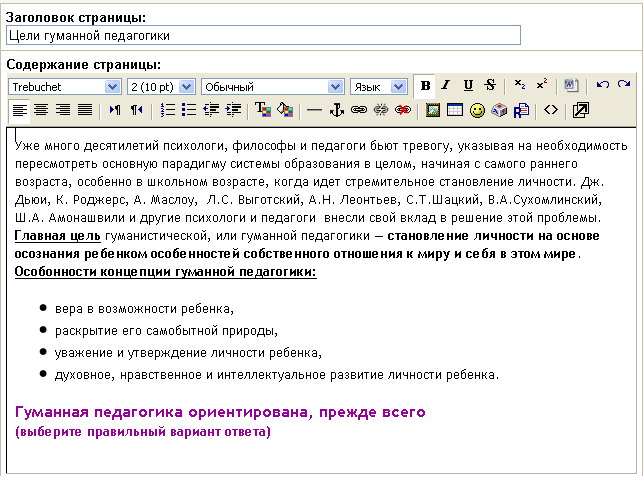 Заголовок страницы:
Цели гуманной педагогики
Содержание страницы:
Trebuchet 2 (10 pt) Обычный Язык B I U S x₂ x²
Уже много десятилетий психологи, философы и педагоги бьют тревогу, указывая на необходимость
пересмотреть основную парадигму системы образования в целом, начиная с самого раннего
возраста, особенно в школьном возрасте, когда идет стремительное становление личности. Дж.
Дьюи, К. Роджерс, А. Маслоу,  Л.С. Выготский, А.Н. Леонтьев, С.Т.Шацкий, В.А.Сухомлинский,
Ш.А. Амонашвили и другие психологи и педагоги  внесли свой вклад в решение этой проблемы.
Главная цель гуманистической, или гуманной педагогики – становление личности на основе
осознания ребенком особенностей собственного отношения к миру и себя в этом мире.
Особонности концепции гуманной педагогики:
вера в возможности ребенка,
раскрытие его самобытной природы,
уважение и утверждение личности ребенка,
духовное, нравственное и интеллектуальное развитие личности ребенка.
Гуманная педагогика ориентирована, прежде всего
(выберите правильный вариант ответа)